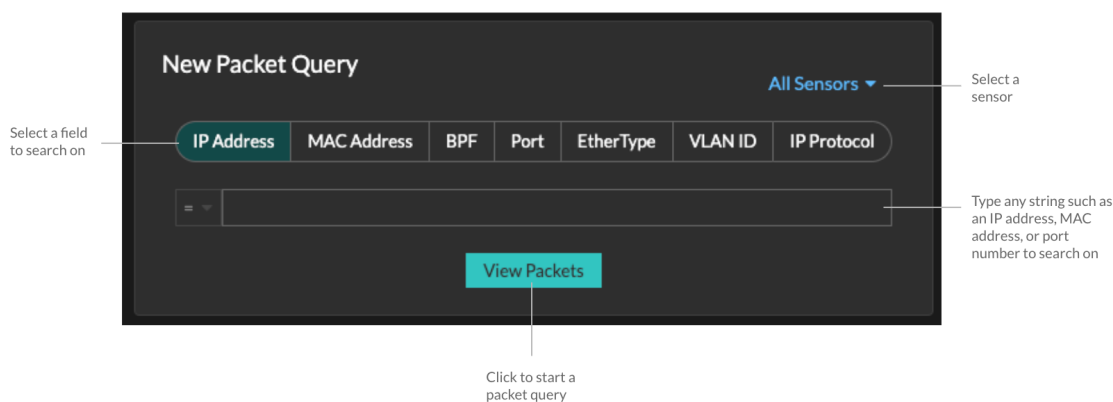 New Packet Query
All Sensors
Select a
sensor
Select a field
to search on
IP Address MAC Address BPF Port EtherType VLAN ID IP Protocol
=
Type any string such as
an IP address, MAC
address, or port
number to search on
View Packets
Click to start a
packet query